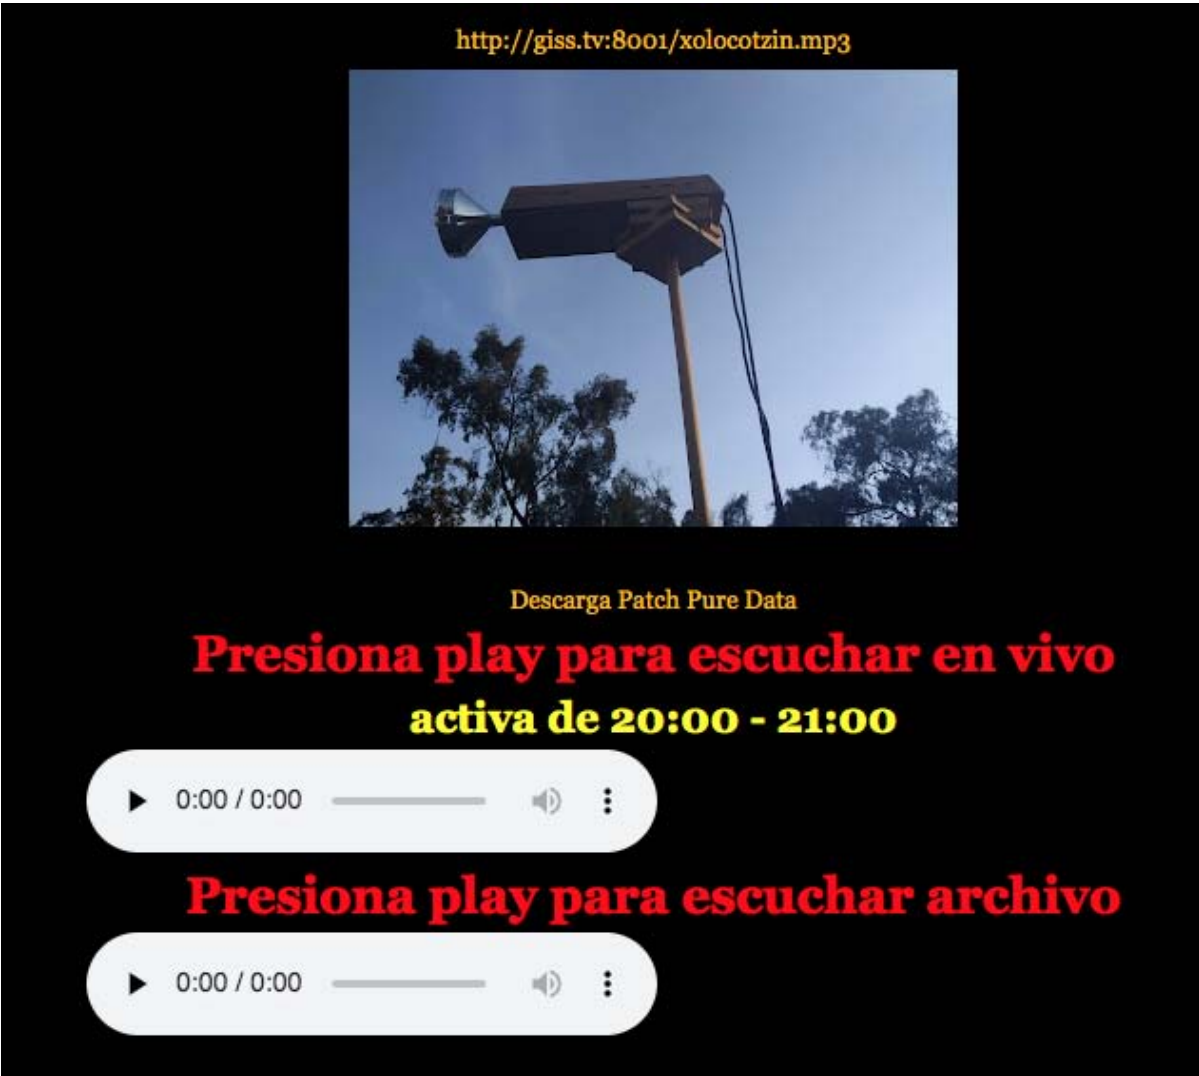 http://giss.tv:8001/xolocotzin.mp3
Descarga Patch Pure Data
Presiona play para escuchar en vivo
activa de 20:00 - 21:00
0:00 / 0:00
Presiona play para escuchar archivo
0:00 / 0:00